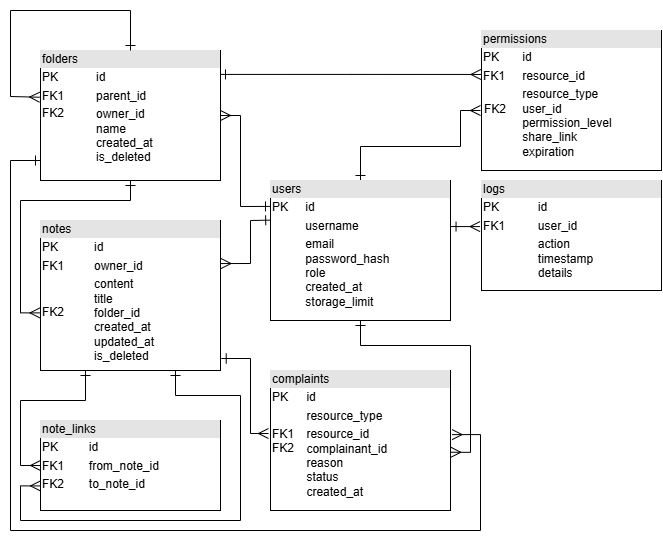 folders
PK id
FK1 parent_id
FK2 owner_id
name
created_at
is_deleted
permissions
PK id
FK1 resource_id
resource_type
FK2 user_id
permission_level
share_link
expiration
users
PK id
username
email
password_hash
role
created_at
storage_limit
logs
PK id
FK1 user_id
action
timestamp
details
notes
PK id
FK1 owner_id
content
title
FK2 folder_id
created_at
updated_at
is_deleted
complaints
PK id
resource_type
FK1 resource_id
FK2 complainant_id
reason
status
created_at
note_links
PK id
FK1 from_note_id
FK2 to_note_id